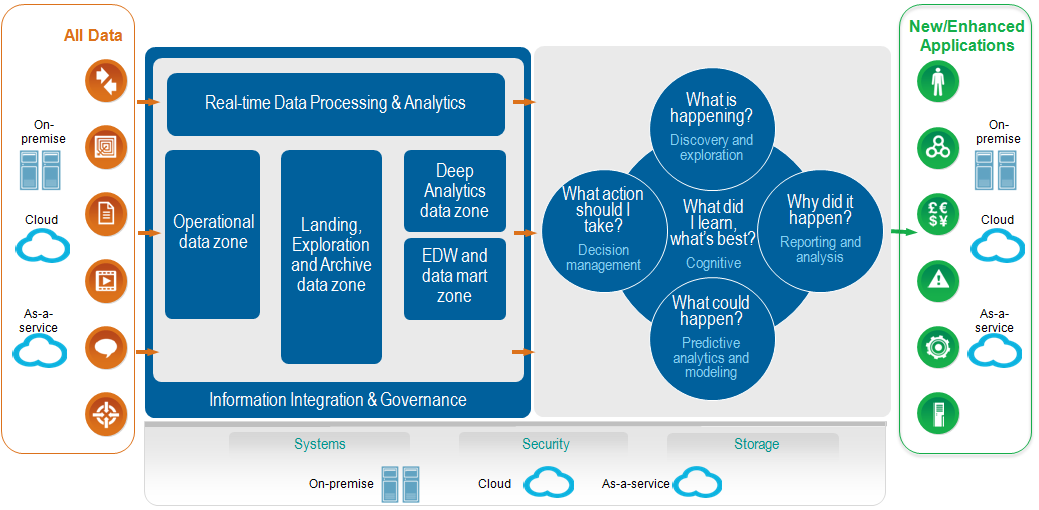 All Data
On-
premise
Cloud
As-a-
service
Real-time Data Processing & Analytics
Operational
data zone
Landing,
Exploration
and Archive
data zone
Deep
Analytics
data zone
EDW and
data mart
zone
Information Integration & Governance
What is
happening?
Discovery and
exploration
What action
should I
take?
Decision
management
What did
I learn,
what's best?
Cognitive
Why did it
happen?
Reporting and
analysis
What could
happen?
Predictive
analytics and
modeling
New/Enhanced
Applications
£ €
$ ¥
On-
premise
Cloud
As-a-
service
Systems
Security
Storage
On-premise
Cloud
As-a-service